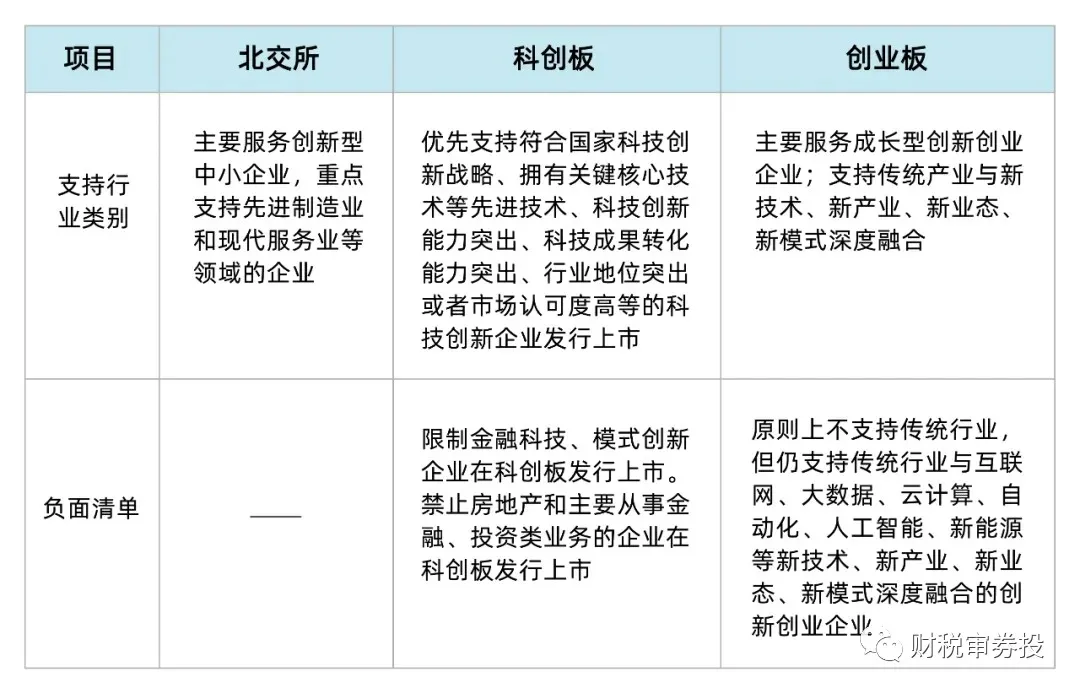 项目
北交所
科创板
创业板
支持行
业类别
主要服务创新型
中小企业，重点
支持先进制造业
和现代服务业等
领域的企业
优先支持符合国家科技创
新战略、拥有关键核心技
术等先进技术、科技创新
能力突出、科技成果转化
能力突出、行业地位突出
或者市场认可度高等的科
技创新企业发行上市
主要服务成长型创新创业
企业；支持传统产业与新
技术、新产业、新业态、
新模式深度融合
负面清单
——
限制金融科技、模式创新
企业在科创板发行上市。
禁止房地产和主要从事金
融、投资类业务的企业在
科创板发行上市
原则上不支持传统行业，
但仍支持传统行业与互联
网、大数据、云计算、自
动化、人工智能、新能源
等新技术、新产业、新业
态、新模式深度融合的创
新创业企业
财税审券投